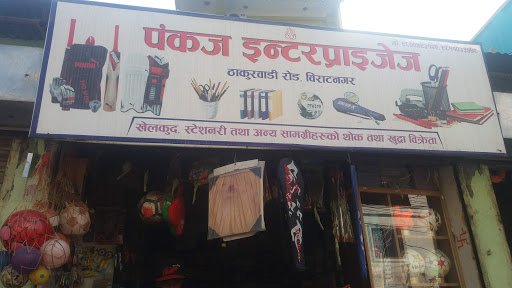 पंकज इन्टरप्राइजेज
ठाकुरवाडी रोड, विराटनगर
खेलकुद, स्टेशनरी तथा अन्य सामग्रीहरूको थोक तथा खुद्रा विक्रेता